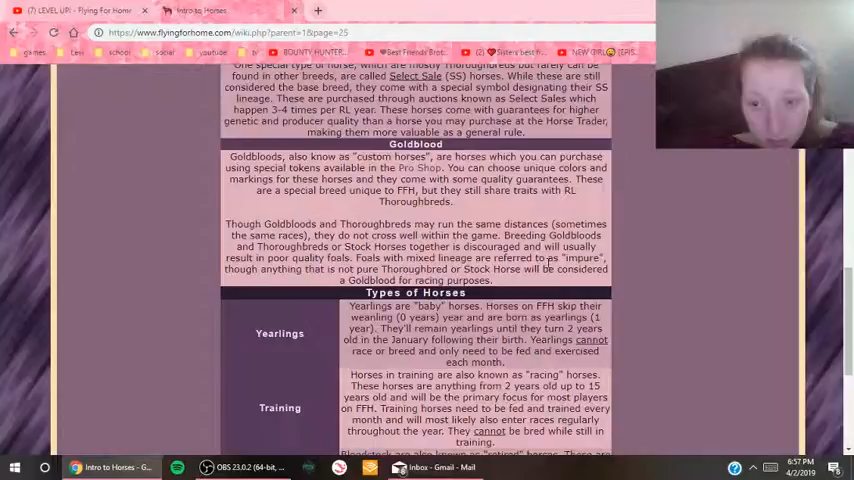 (7) LEVEL UP! - Flying For Hom
Intro to Horses
https://www.flyingforhome.com/wiki.php?parent=1&page=25
games
school
social
youtube
BOUNTY HUNTER
Best Friends Bro
(2) Sisters best fr
NEW GIRL (EPIS
One special type of horse, which are mostly Thoroughbreds but rarely can be
found in other breeds, are called Select Sale (SS) horses. While these are still
considered the base breed, they come with a special symbol designating their SS
lineage. These are purchased through auctions known as Select Sales which
happen 3-4 times per RL year. These horses come with guarantees for higher
genetic and producer quality than a horse you may purchase at the Horse Trader,
making them more valuable as a general rule.
Goldblood
Goldbloods, also know as "custom horses", are horses which you can purchase
using special tokens available in the Pro Shop. You can choose unique colors and
markings for these horses and they come with some quality guarantees. These
are a special breed unique to FFH, but they still share traits with RL
Thoroughbreds.
Though Goldbloods and Thoroughbreds may run the same distances (sometimes
the same races), they do not cross well within the game. Breeding Goldbloods
and Thoroughbreds or Stock Horses together is discouraged and will usually
result in poor quality foals. Foals with mixed lineage are referred to as "impure",
though anything that is not pure Thoroughbred or Stock Horse will be considered
a Goldblood for racing purposes.
Types of Horses
Yearlings
Yearlings are "baby" horses. Horses on FFH skip their
weanling (0 years) year and are born as yearlings (1
year). They'll remain yearlings until they turn 2 years
old in the January following their birth. Yearlings cannot
race or breed and only need to be fed and exercised
each month.
Training
Horses in training are also known as "racing" horses.
These horses are anything from 2 years old up to 15
years old and will be the primary focus for most players
on FFH. Training horses need to be fed and trained every
month and will most likely also enter races regularly
throughout the year. They cannot be bred while still in
training.
Bloodstock are also known as "retired" horses. There are
Intro to Horses - G...
OBS 23.0.2 (64-bit, ...
Inbox - Gmail - Mail
6:57 PM
4/2/2019